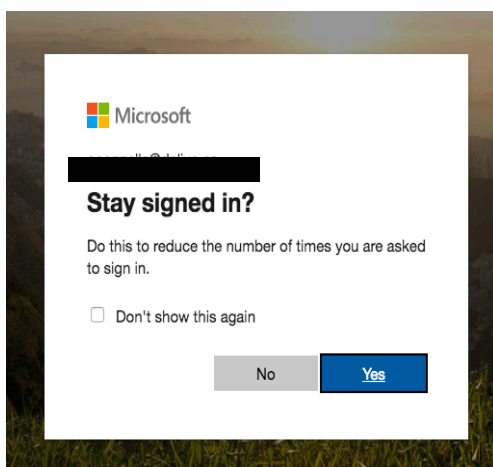 Microsoft
Stay signed in?
Do this to reduce the number of times you are asked
to sign in.
Don't show this again
No
Yes